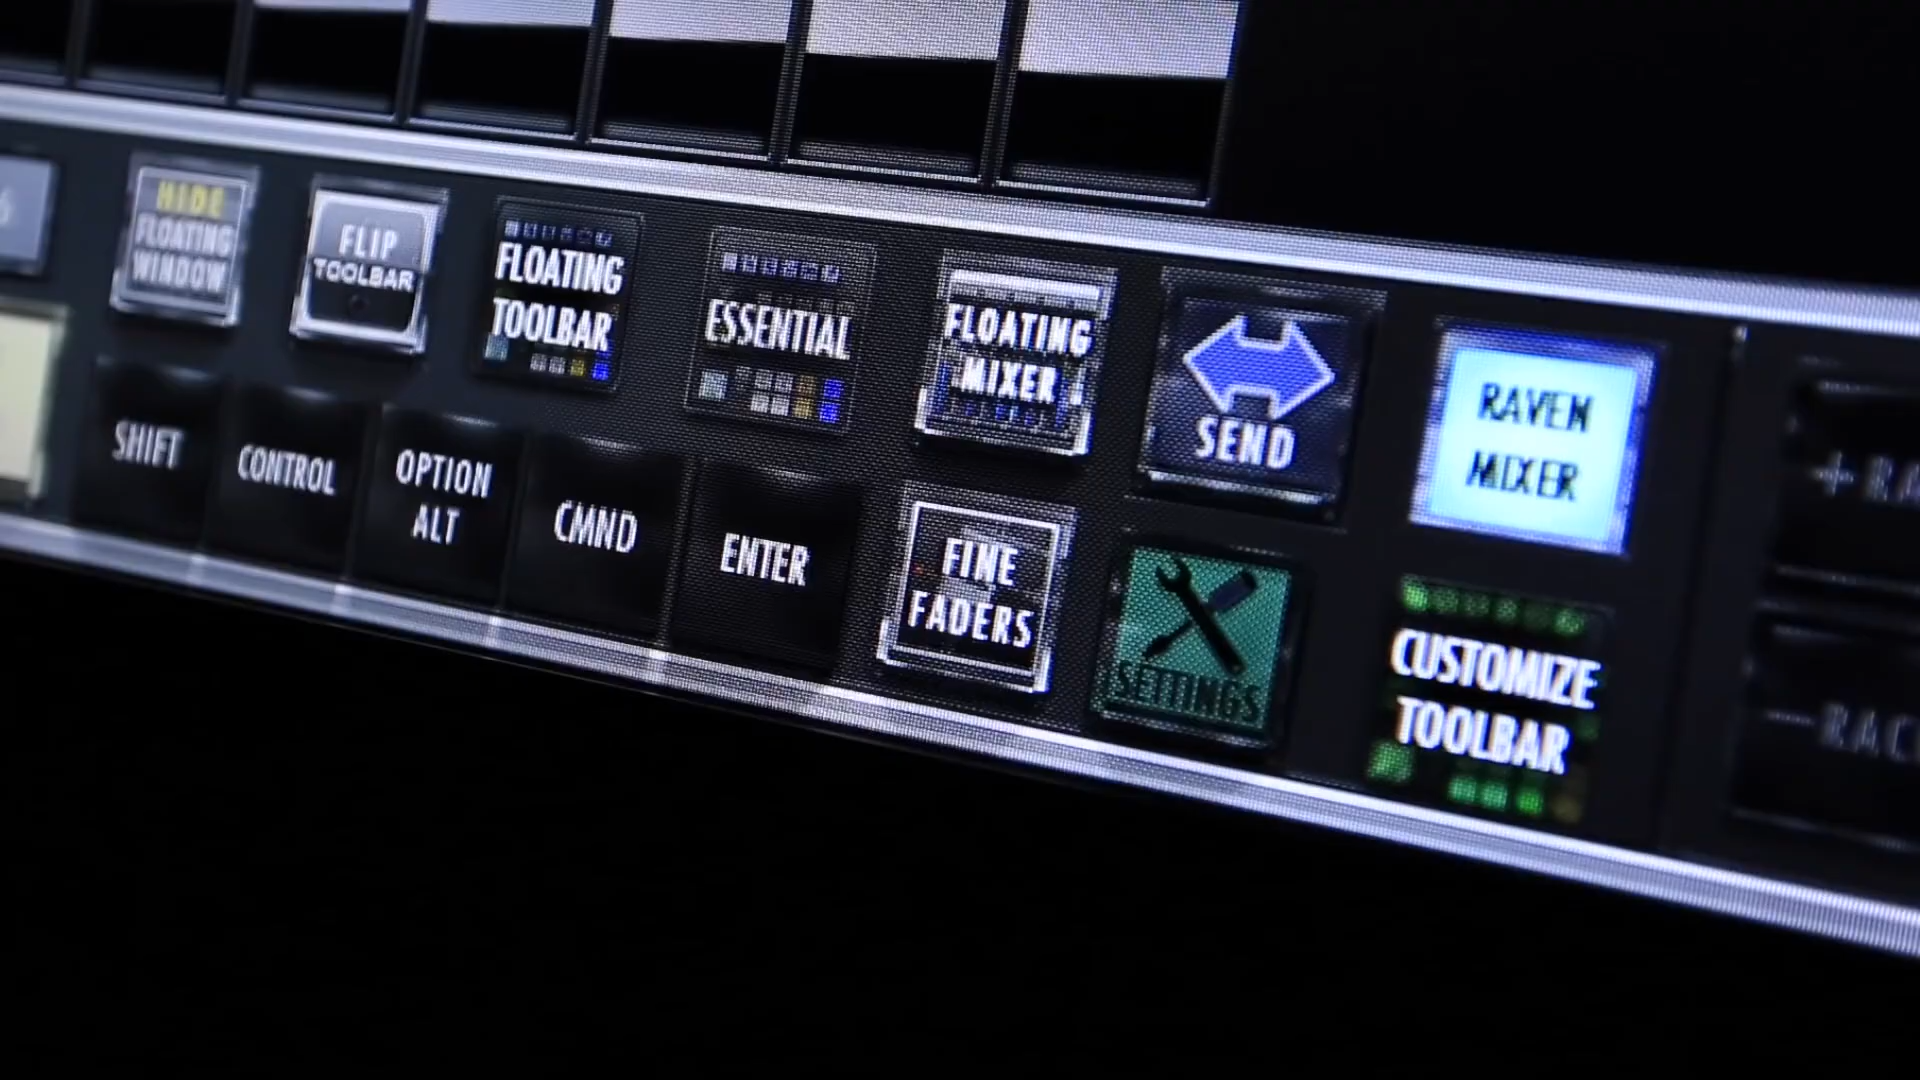 HIDE
FLOATING
WINDOW
FLIP
TOOLBAR
FLOATING
TOOLBAR
ESSENTIAL
FLOATING
MIXER
SEND
RAVEN
MIXER
SHIFT
CONTROL
OPTION
ALT
CMND
ENTER
FINE
FADERS
SETTINGS
CUSTOMIZE
TOOLBAR